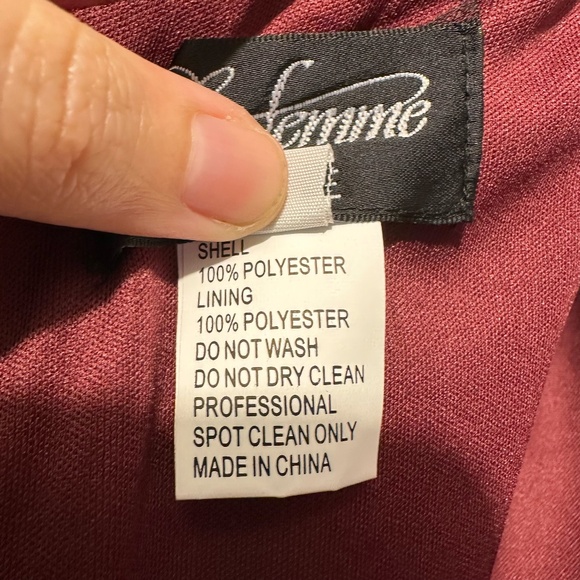 femme
SHELL
100% POLYESTER
LINING
100% POLYESTER
DO NOT WASH
DO NOT DRY CLEAN
PROFESSIONAL
SPOT CLEAN ONLY
MADE IN CHINA